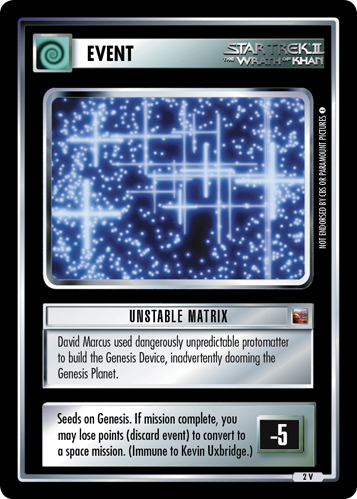 EVENT
STAR TREK II
THE WRATH OF KHAN
NOT ENDORSED BY CBS OR PARAMOUNT PICTURES
UNSTABLE MATRIX
David Marcus used dangerously unpredictable protomatter
to build the Genesis Device, inadvertently dooming the
Genesis Planet.
Seeds on Genesis. If mission complete, you
may lose points (discard event) to convert to
a space mission. (Immune to Kevin Uxbridge.)
-5
2 V